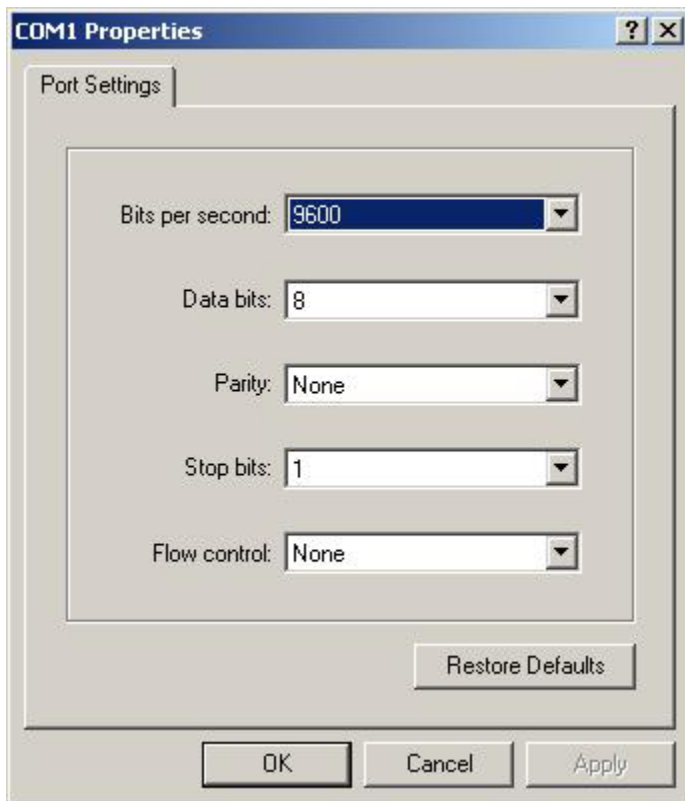 COM1 Properties
Port Settings
Bits per second: 9600
Data bits: 8
Parity: None
Stop bits: 1
Flow control: None
Restore Defaults
OK Cancel Apply